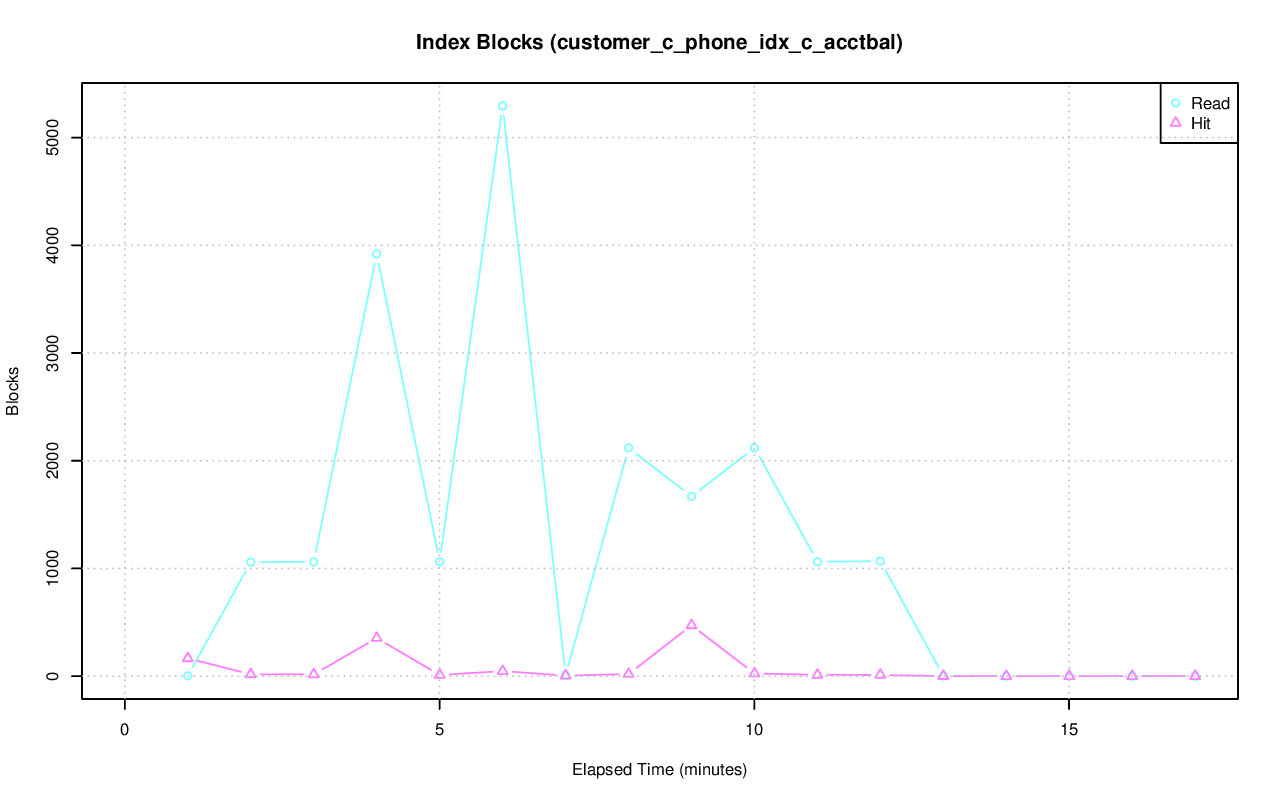 Index Blocks (customer_c_phone_idx_c_acctbal)
Read
Hit
Blocks
5000
4000
3000
2000
1000
0
0 5 10 15
Elapsed Time (minutes)